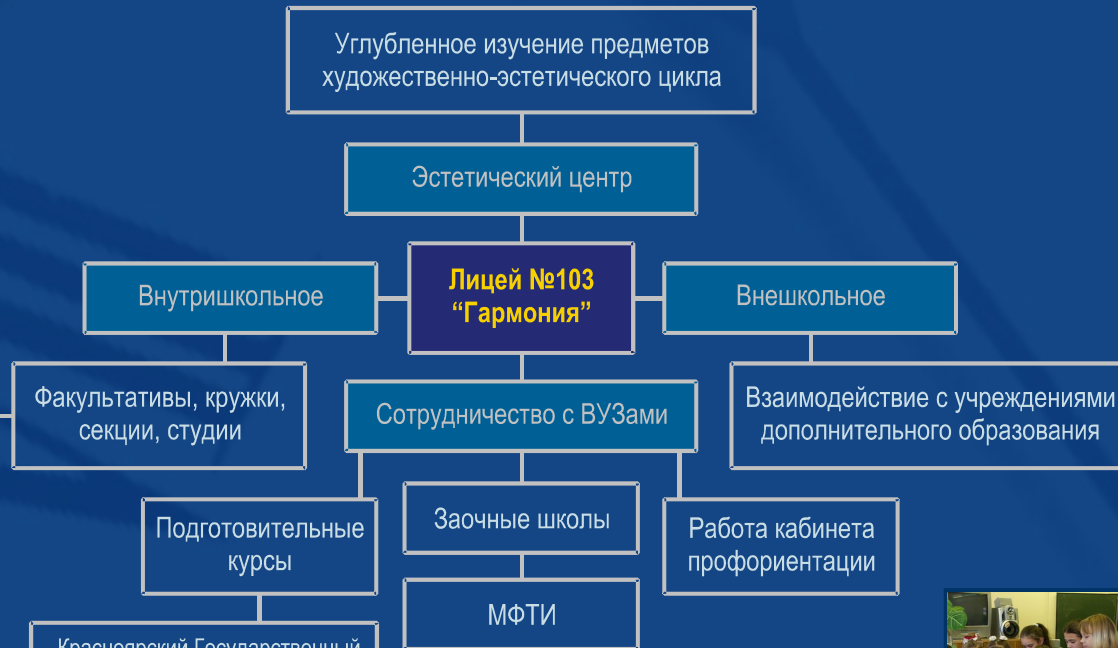 Углубленное изучение предметов
художественно-эстетического цикла
Эстетический центр
Лицей №103
“Гармония”
Внутришкольное
Внешкольное
Факультативы, кружки,
секции, студии
Сотрудничество с ВУЗами
Взаимодействие с учреждениями
дополнительного образования
Подготовительные
курсы
Заочные школы
Работа кабинета
профориентации
МФТИ
Красноярский Государственный